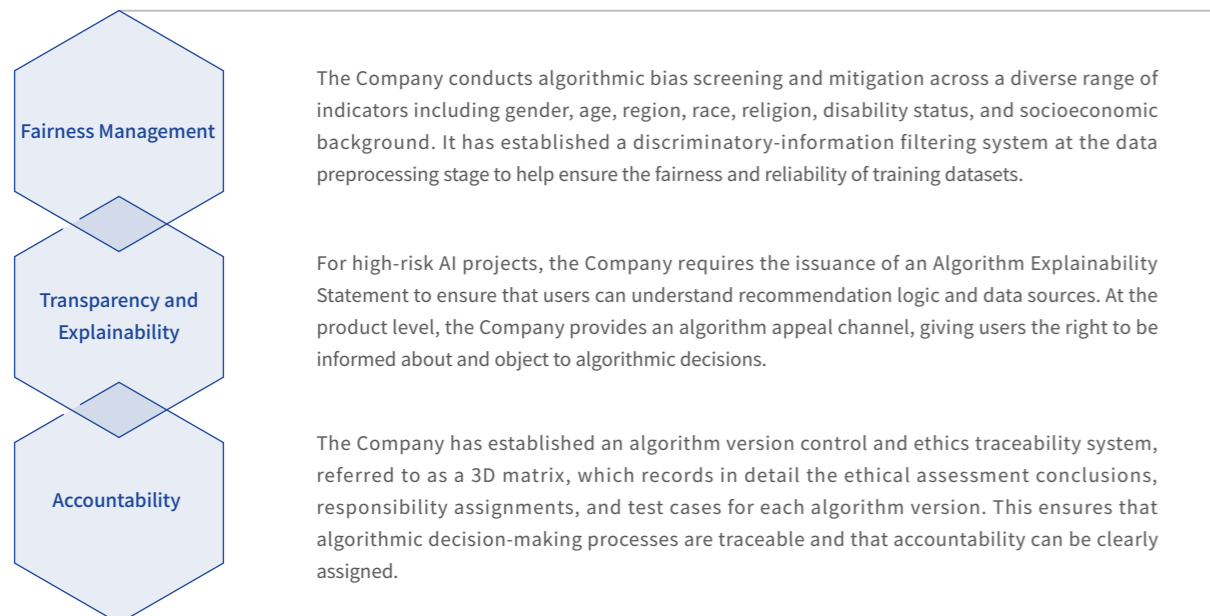 Fairness Management
The Company conducts algorithmic bias screening and mitigation across a diverse range of
indicators including gender, age, region, race, religion, disability status, and socioeconomic
background. It has established a discriminatory-information filtering system at the data
preprocessing stage to help ensure the fairness and reliability of training datasets.
Transparency and
Explainability
For high-risk AI projects, the Company requires the issuance of an Algorithm Explainability
Statement to ensure that users can understand recommendation logic and data sources. At the
product level, the Company provides an algorithm appeal channel, giving users the right to be
informed about and object to algorithmic decisions.
Accountability
The Company has established an algorithm version control and ethics traceability system,
referred to as a 3D matrix, which records in detail the ethical assessment conclusions,
responsibility assignments, and test cases for each algorithm version. This ensures that
algorithmic decision-making processes are traceable and that accountability can be clearly
assigned.